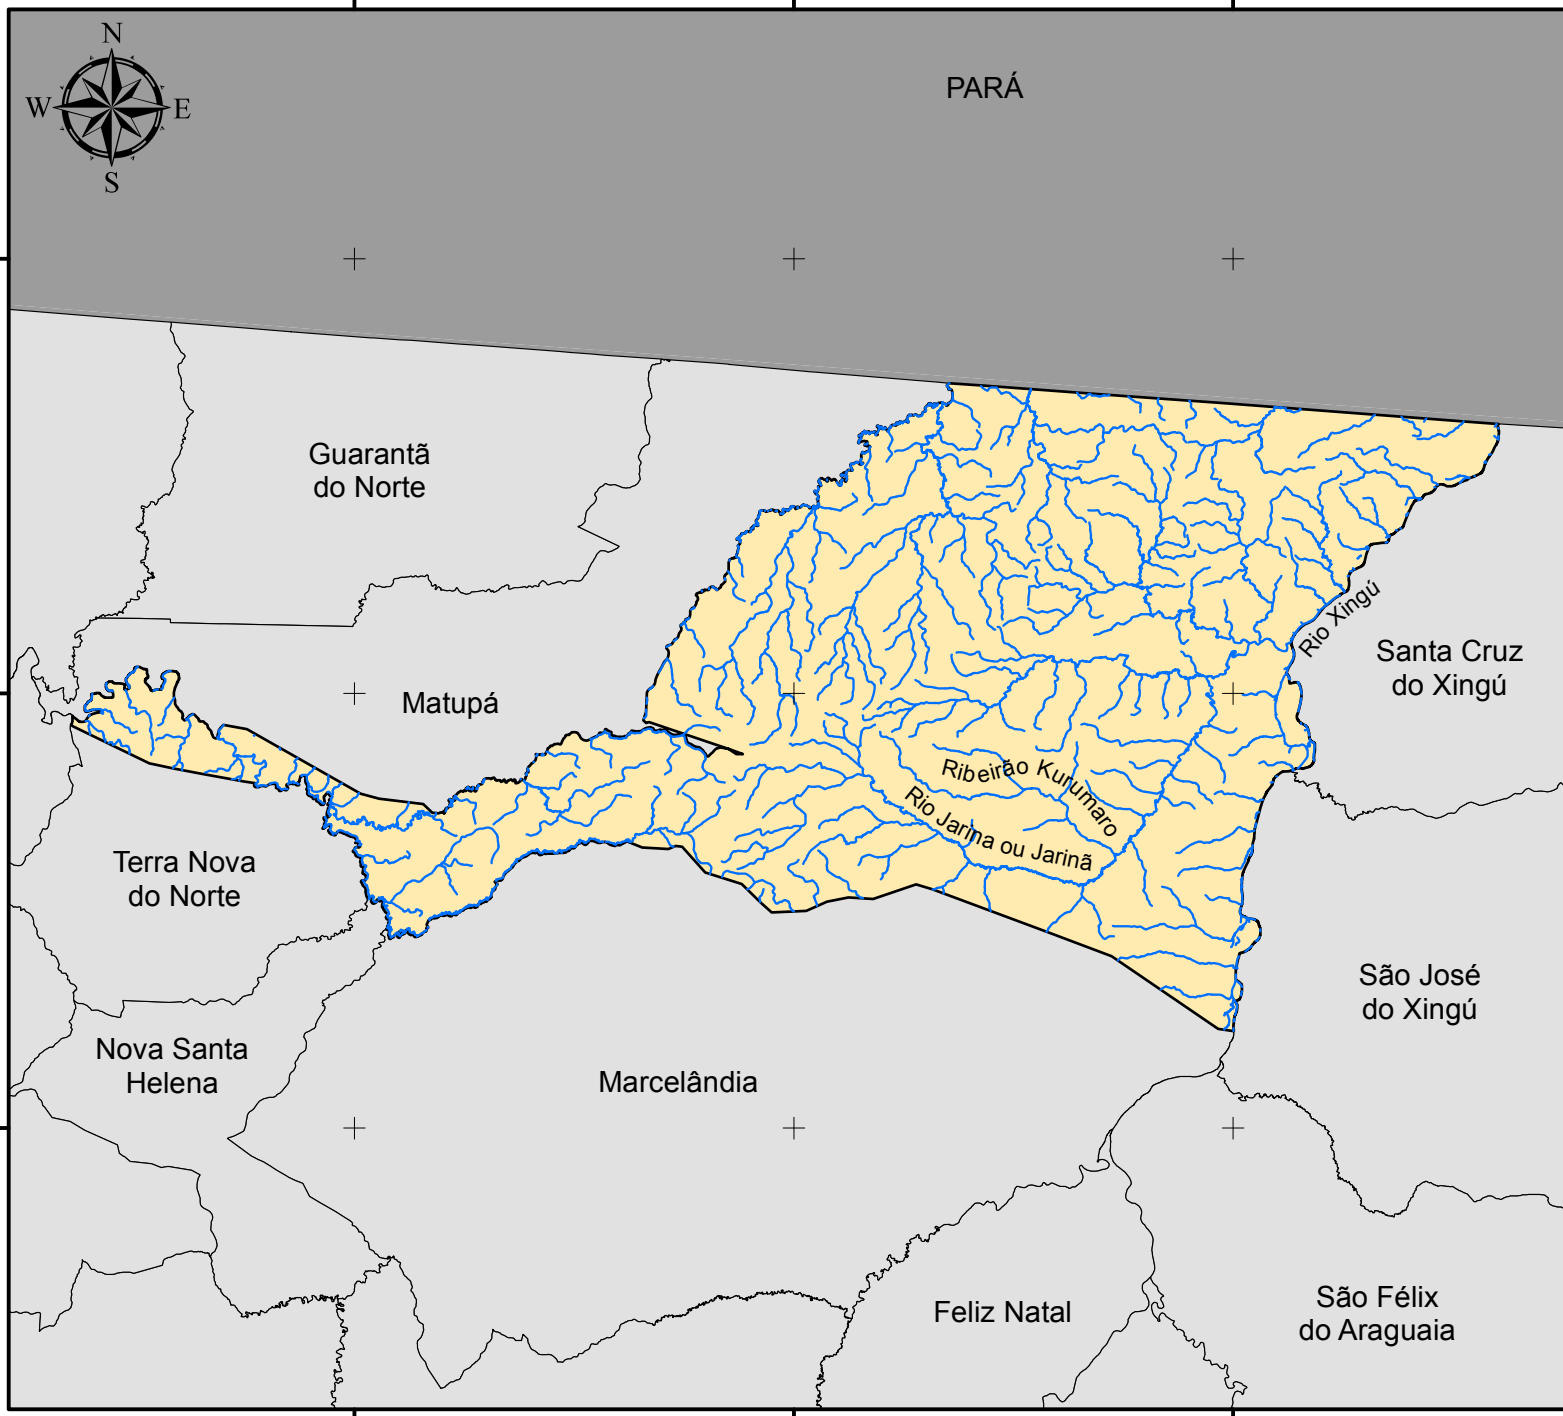 N
W E
S
PARÁ
Guarantã
do Norte
Rio Xingú
Santa Cruz
do Xingú
Matupá
Ribeirão Kurumaro
Rio Jarina ou Jarinã
Terra Nova
do Norte
São José
do Xingú
Nova Santa
Helena
Marcelândia
Feliz Natal
São Félix
do Araguaia